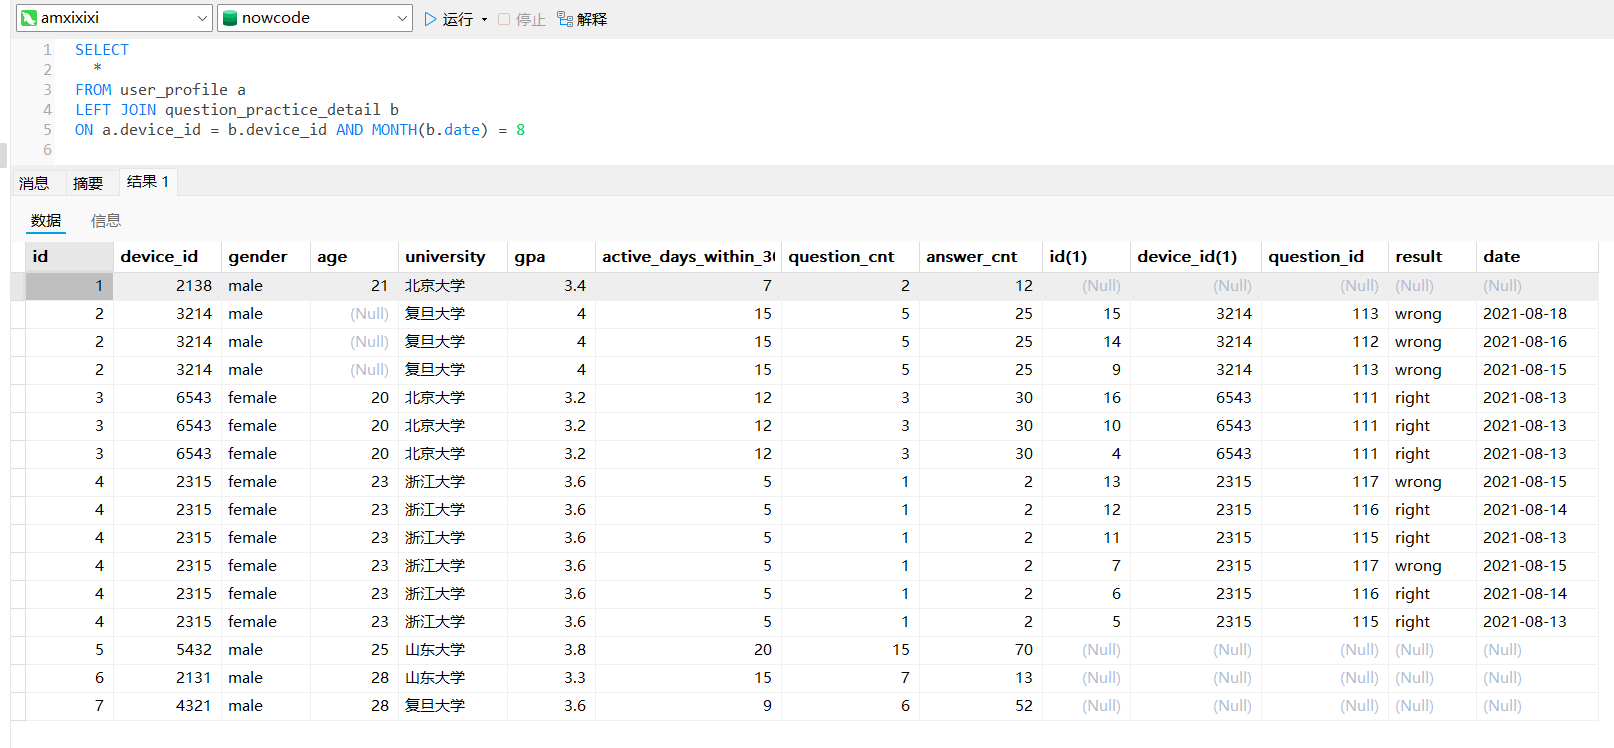 amxixixi nowcode 运行 停止 解释
1 SELECT
2 *
3 FROM user_profile a
4 LEFT JOIN question_practice_detail b
5 ON a.device_id = b.device_id AND MONTH(b.date) = 8
6
消息 摘要 结果 1
数据 信息
id device_id gender age university gpa active_days_within_30 question_cnt answer_cnt id(1) device_id(1) question_id result date
1 2138 male 21 北京大学 3.4 7 2 12 (Null) (Null) (Null) (Null) (Null)
2 3214 male (Null) 复旦大学 4 15 5 25 15 3214 113 wrong 2021-08-18
2 3214 male (Null) 复旦大学 4 15 5 25 14 3214 112 wrong 2021-08-16
2 3214 male (Null) 复旦大学 4 15 5 25 9 3214 113 wrong 2021-08-15
3 6543 female 20 北京大学 3.2 12 3 30 16 6543 111 right 2021-08-13
3 6543 female 20 北京大学 3.2 12 3 30 10 6543 111 right 2021-08-13
3 6543 female 20 北京大学 3.2 12 3 30 4 6543 111 right 2021-08-13
4 2315 female 23 浙江大学 3.6 5 1 2 13 2315 117 wrong 2021-08-15
4 2315 female 23 浙江大学 3.6 5 1 2 12 2315 116 right 2021-08-14
4 2315 female 23 浙江大学 3.6 5 1 2 11 2315 115 right 2021-08-13
4 2315 female 23 浙江大学 3.6 5 1 2 7 2315 117 wrong 2021-08-15
4 2315 female 23 浙江大学 3.6 5 1 2 6 2315 116 right 2021-08-14
4 2315 female 23 浙江大学 3.6 5 1 2 5 2315 115 right 2021-08-13
5 5432 male 25 山东大学 3.8 20 15 70 (Null) (Null) (Null) (Null) (Null)
6 2131 male 28 山东大学 3.3 15 7 13 (Null) (Null) (Null) (Null) (Null)
7 4321 male 28 复旦大学 3.6 9 6 52 (Null) (Null) (Null) (Null) (Null)